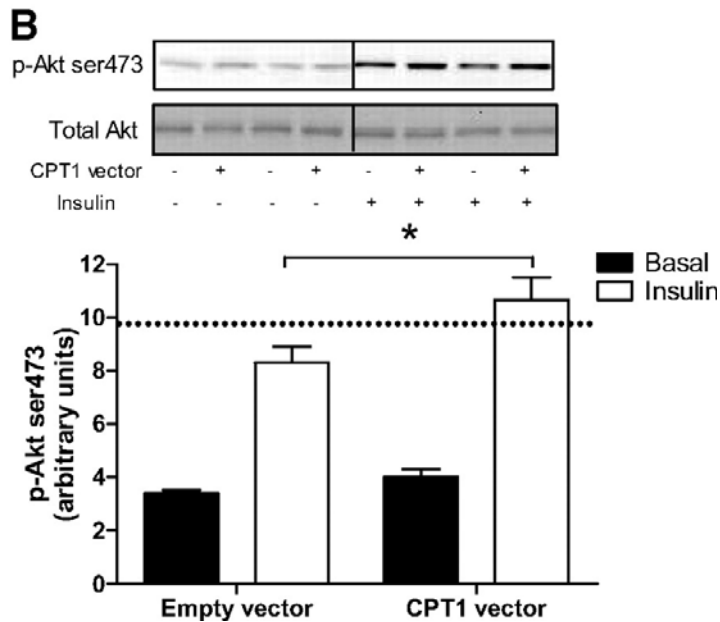 B
p-Akt ser473
Total Akt
CPT1 vector - + - + - + - +
Insulin - - - - + + + +
*
Basal
Insulin
12
10
8
6
4
2
0
p-Akt ser473
(arbitrary units)
Empty vector CPT1 vector